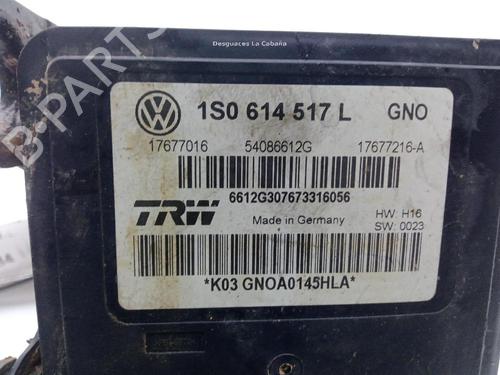 Desguaces La Cabaña
B-PARTS
1S0 614 517 L GNO
17677016 54086612G 17677216-A
6612G307673316056
TRW Made in Germany HW: H16
SW: 0023
*K03 GNOA0145HLA*